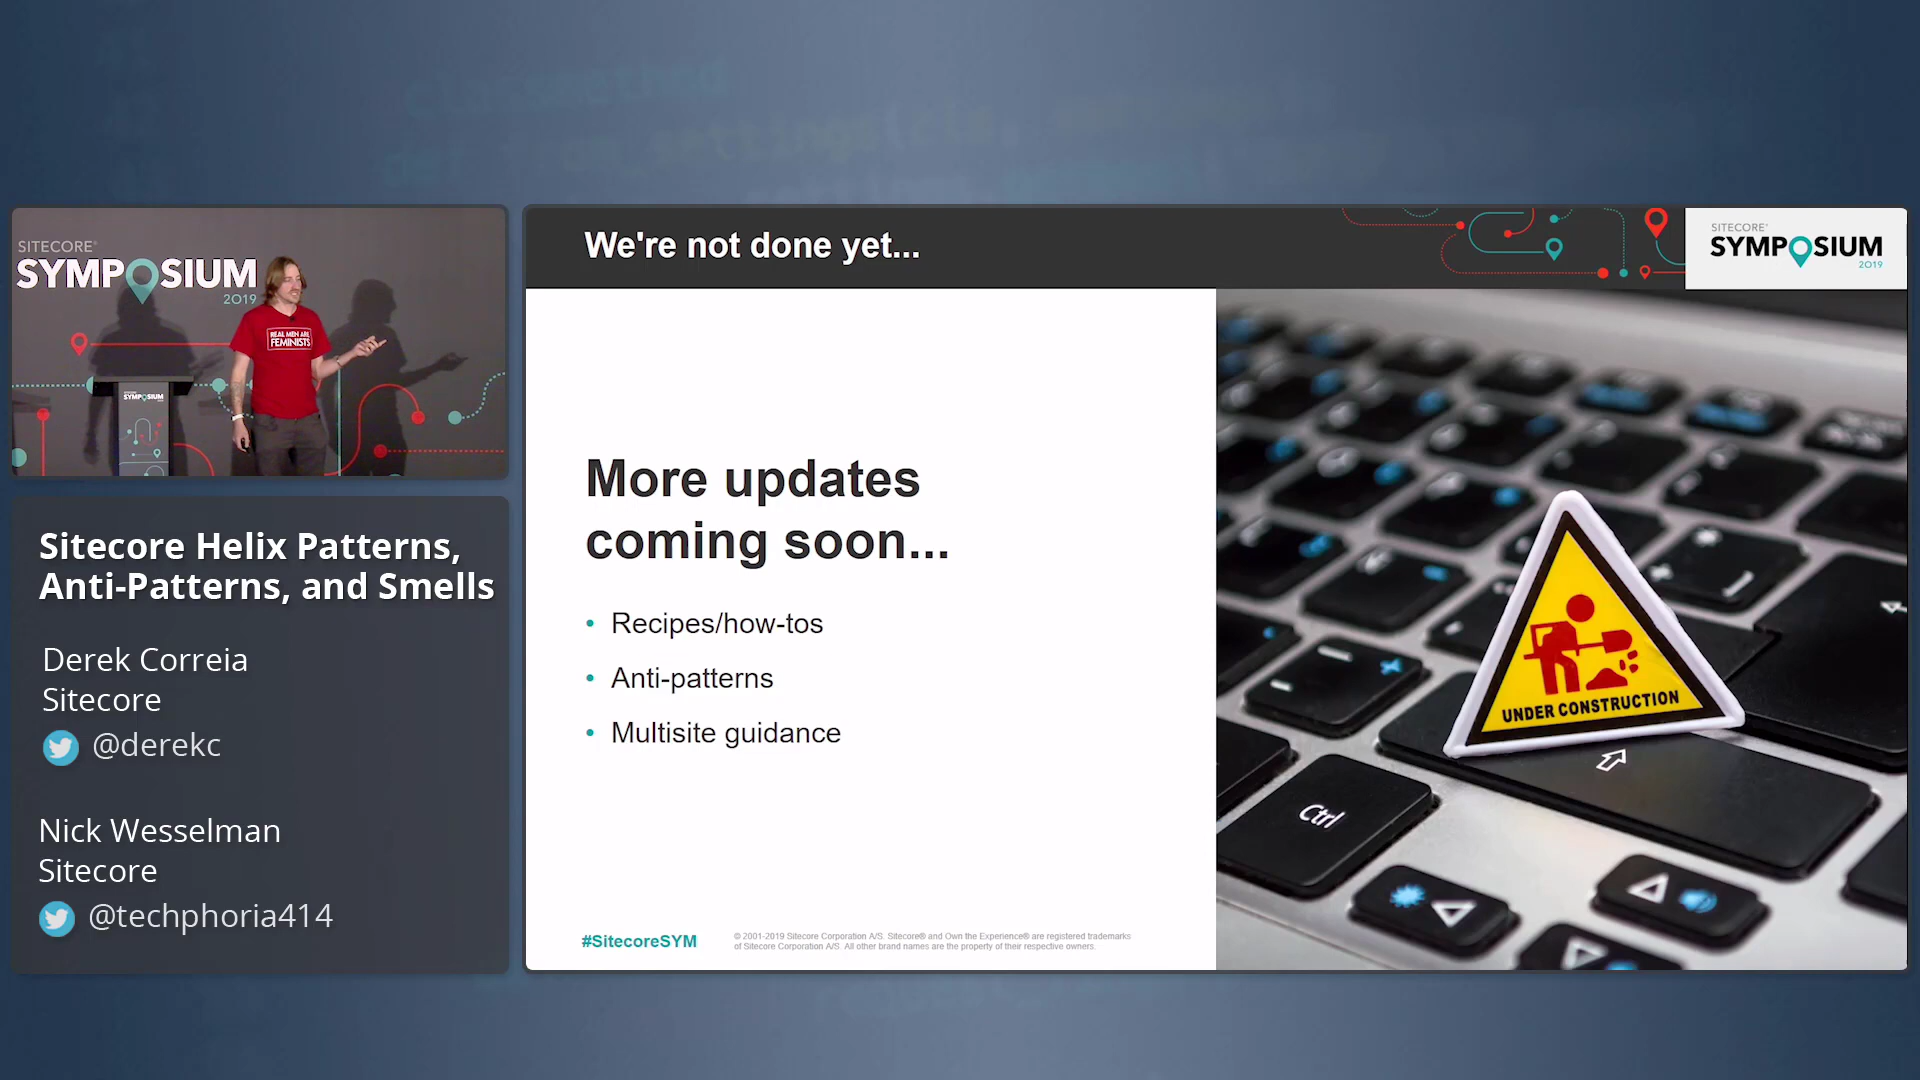 SITECORE®
SYMPOSIUM
2019
REAL MEN ARE
FEMINISTS
SYMPOSIUM
Sitecore Helix Patterns,
Anti-Patterns, and Smells
Derek Correia
Sitecore
@derekc
Nick Wesselman
Sitecore
@techphoria414
We're not done yet...
SITECORE®
SYMPOSIUM
2019
More updates
coming soon...
• Recipes/how-tos
• Anti-patterns
• Multisite guidance
UNDER CONSTRUCTION
Ctrl
#SitecoreSYM
© 2001-2019 Sitecore Corporation A/S. Sitecore® and Own the Experience® are registered trademarks
of Sitecore Corporation A/S. All other brand names are the property of their respective owners.